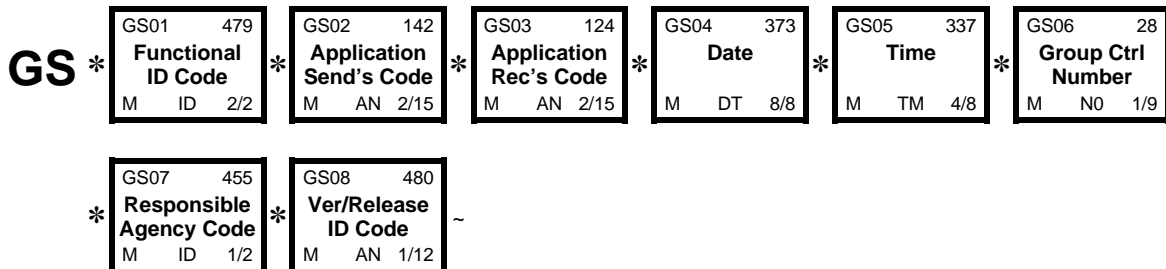 GS01 479 GS02 142 GS03 124 GS04 373 GS05 337 GS06 28
GS * Functional ID Code * Application Send's Code * Application Rec's Code * Date * Time * Group Ctrl Number
M ID 2/2 M AN 2/15 M AN 2/15 M DT 8/8 M TM 4/8 M N0 1/9
GS07 455 GS08 480
* Responsible Agency Code * Ver/Release ID Code ~
M ID 1/2 M AN 1/12